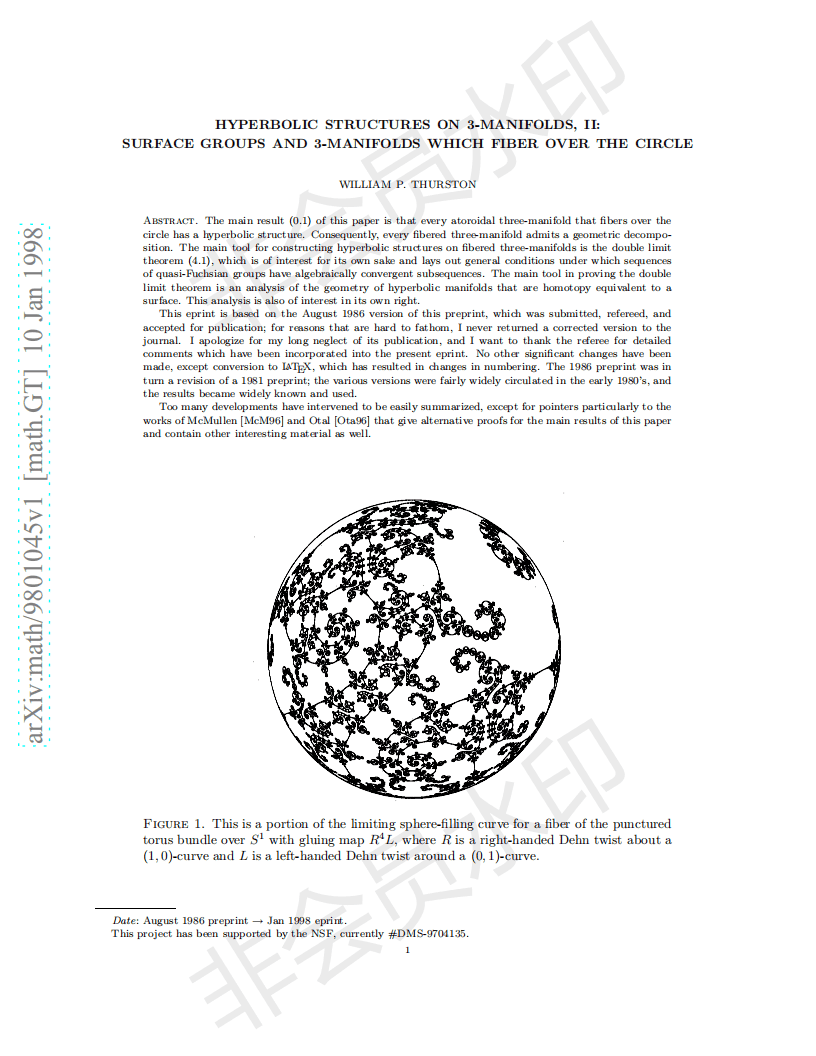 HYPERBOLIC STRUCTURES ON 3-MANIFOLDS, II:
SURFACE GROUPS AND 3-MANIFOLDS WHICH FIBER OVER THE CIRCLE
WILLIAM P. THURSTON
ABSTRACT. The main result (0.1) of this paper is that every atoroidal three-manifold that fibers over the
circle has a hyperbolic structure. Consequently, every fibered three-manifold admits a geometric decompo-
sition. The main tool for constructing hyperbolic structures on fibered three-manifolds is the double limit
theorem (4.1), which is of interest for its own sake and lays out general conditions under which sequences
of quasi-Fuchsian groups have algebraically convergent subsequences. The main tool in proving the double
limit theorem is an analysis of the geometry of hyperbolic manifolds that are homotopy equivalent to a
surface. This analysis is also of interest in its own right.
This eprint is based on the August 1986 version of this preprint, which was submitted, refereed, and
accepted for publication; for reasons that are hard to fathom, I never returned a corrected version to the
journal. I apologize for my long neglect of its publication, and I want to thank the referee for detailed
comments which have been incorporated into the present eprint. No other significant changes have been
made, except conversion to LATEX, which has resulted in changes in numbering. The 1986 preprint was in
turn a revision of a 1981 preprint; the various versions were fairly widely circulated in the early 1980's, and
the results became widely known and used.
Too many developments have intervened to be easily summarized, except for pointers particularly to the
works of McMullen [McM96] and Otal [Ota96] that give alternative proofs for the main results of this paper
and contain other interesting material as well.
arXiv:math/9801045v1 [math.GT] 10 Jan 1998
FIGURE 1. This is a portion of the limiting sphere-filling curve for a fiber of the punctured
torus bundle over S¹ with gluing map R⁴L, where R is a right-handed Dehn twist about a
(1, 0)-curve and L is a left-handed Dehn twist around a (0, 1)-curve.
Date: August 1986 preprint → Jan 1998 eprint.
This project has been supported by the NSF, currently #DMS-9704135.
1
非会员水印
非会员水印